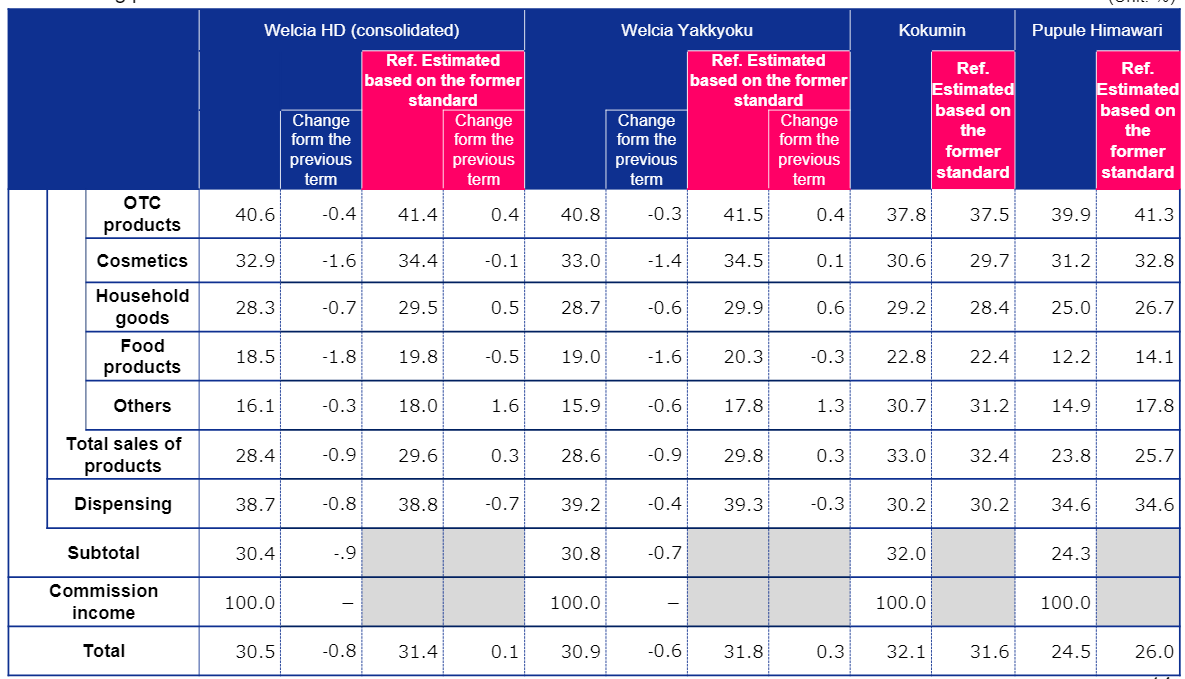 (Unit: %)
Welcia HD (consolidated) Welcia Yakkyoku Kokumin Pupule Himawari
Ref. Estimated
based on the former
standard
Ref. Estimated
based on the former
standard
Ref.
Estimated
based on
the
former
standard
Ref.
Estimated
based on
the
former
standard
Change
form the
previous
term
Change
form the
previous
term
Change
form the
previous
term
Change
form the
previous
term
OTC
products
40.6 -0.4 41.4 0.4 40.8 -0.3 41.5 0.4 37.8 37.5 39.9 41.3
Cosmetics 32.9 -1.6 34.4 -0.1 33.0 -1.4 34.5 0.1 30.6 29.7 31.2 32.8
Household
goods
28.3 -0.7 29.5 0.5 28.7 -0.6 29.9 0.6 29.2 28.4 25.0 26.7
Food
products
18.5 -1.8 19.8 -0.5 19.0 -1.6 20.3 -0.3 22.8 22.4 12.2 14.1
Others 16.1 -0.3 18.0 1.6 15.9 -0.6 17.8 1.3 30.7 31.2 14.9 17.8
Total sales of
products
28.4 -0.9 29.6 0.3 28.6 -0.9 29.8 0.3 33.0 32.4 23.8 25.7
Dispensing 38.7 -0.8 38.8 -0.7 39.2 -0.4 39.3 -0.3 30.2 30.2 34.6 34.6
Subtotal 30.4 -.9 30.8 -0.7 32.0 24.3
Commission
income
100.0 – 100.0 – 100.0 100.0
Total 30.5 -0.8 31.4 0.1 30.9 -0.6 31.8 0.3 32.1 31.6 24.5 26.0